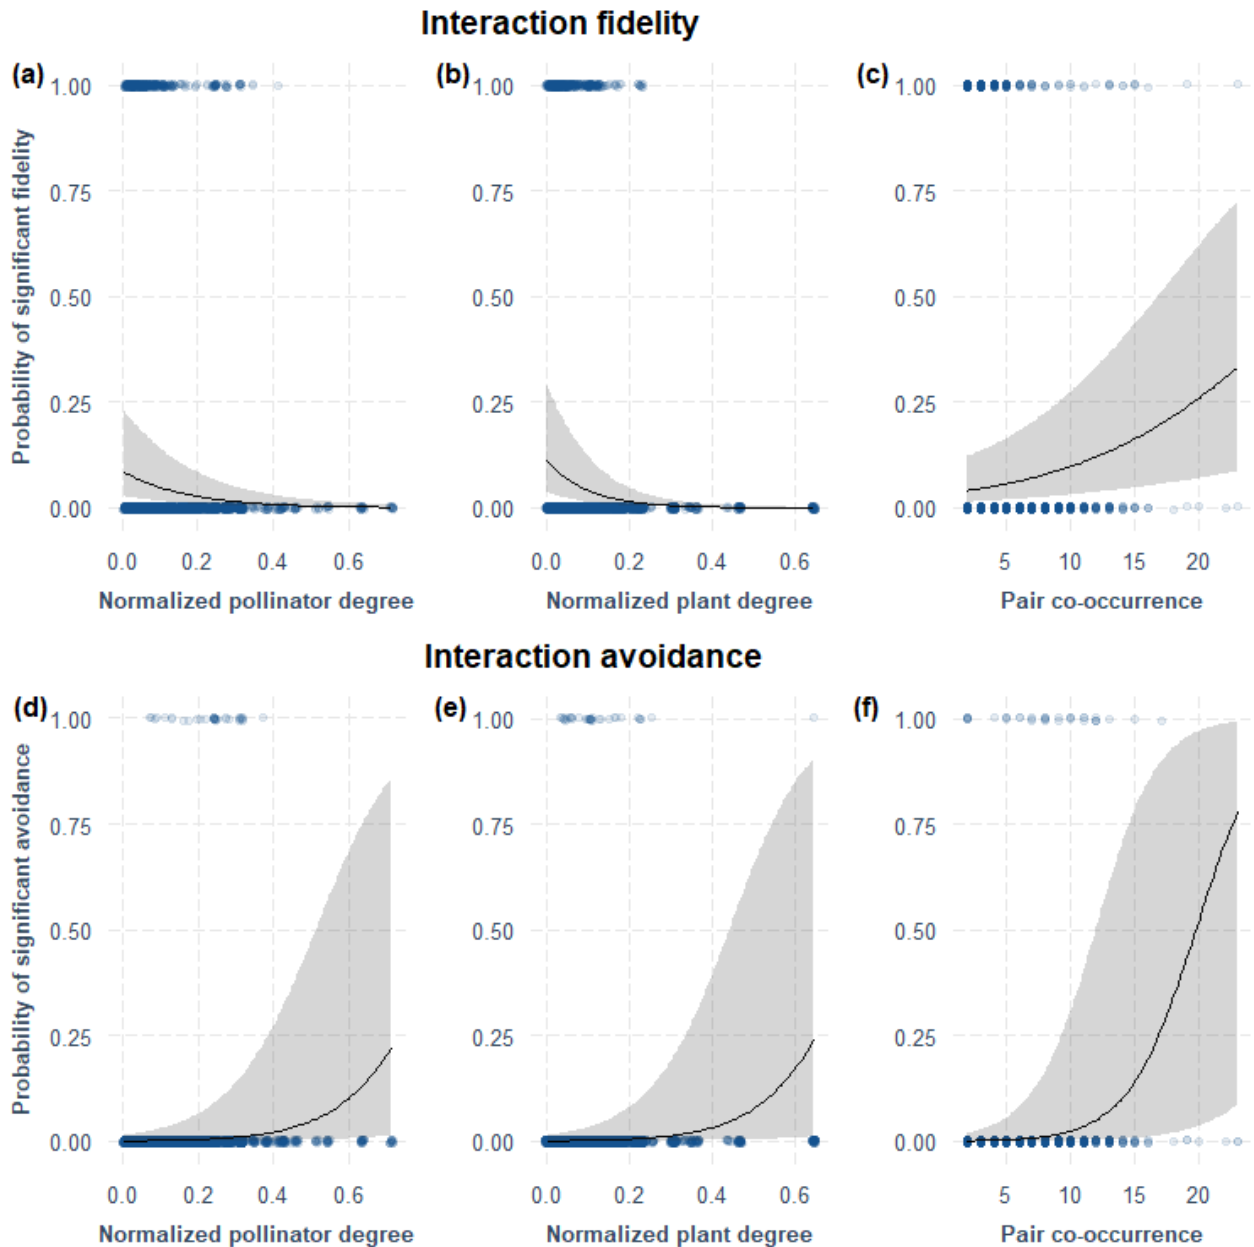 Interaction fidelity
(a)
(b)
(c)
Probability of significant fidelity
1.00
0.75
0.50
0.25
0.00
1.00
0.75
0.50
0.25
0.00
1.00
0.75
0.50
0.25
0.00
0.0 0.2 0.4 0.6
0.0 0.2 0.4 0.6
5 10 15 20
Normalized pollinator degree
Normalized plant degree
Pair co-occurrence
Interaction avoidance
(d)
(e)
(f)
Probability of significant avoidance
1.00
0.75
0.50
0.25
0.00
1.00
0.75
0.50
0.25
0.00
1.00
0.75
0.50
0.25
0.00
0.0 0.2 0.4 0.6
0.0 0.2 0.4 0.6
5 10 15 20
Normalized pollinator degree
Normalized plant degree
Pair co-occurrence